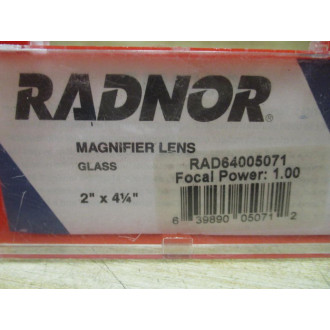 RADNOR®
MAGNIFIER LENS
GLASS
2" x 4¼"
RAD64005071
Focal Power: 1.00
6 39890 05071 2